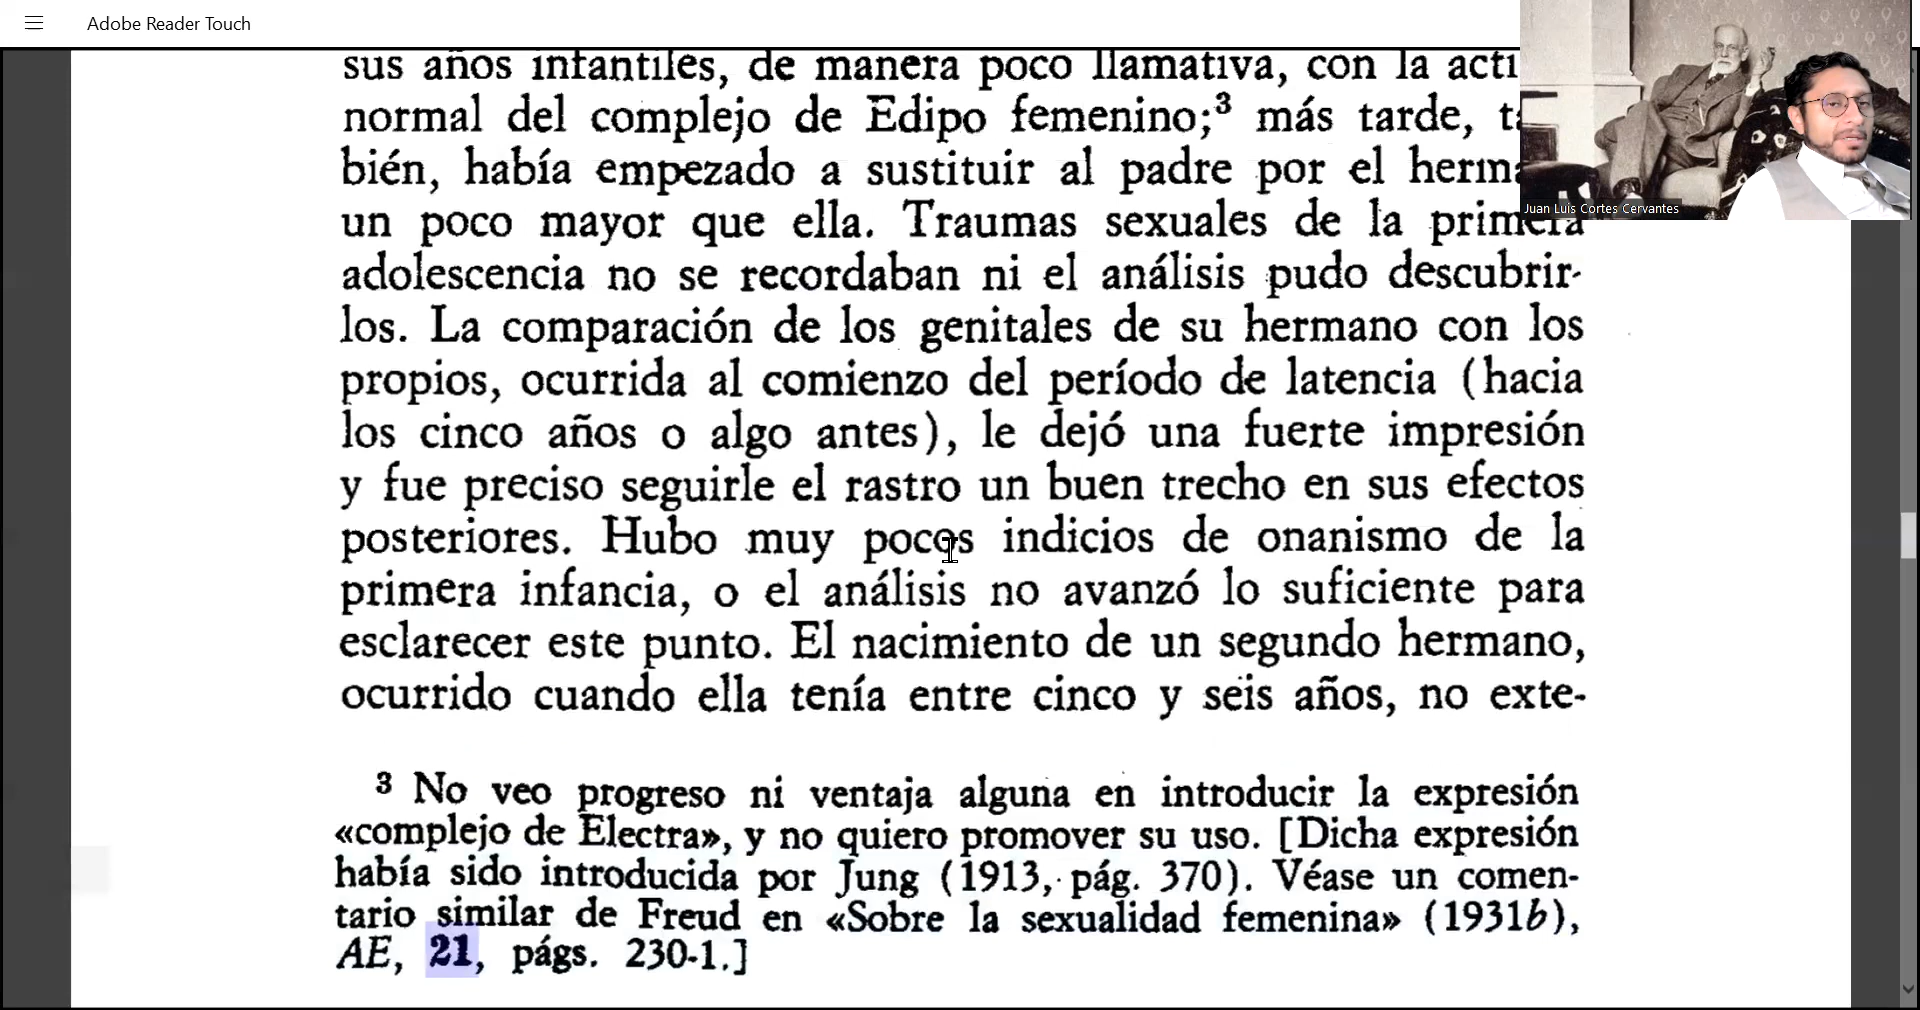 Adobe Reader Touch
sus años infantiles, de manera poco llamativa, con la acti
normal del complejo de Edipo femenino;³ más tarde,
bién, había empezado a sustituir al padre por el
un poco mayor que ella. Traumas sexuales de la primera
adolescencia no se recordaban ni el análisis pudo descubrir-
los. La comparación de los genitales de su hermano con los
propios, ocurrida al comienzo del período de latencia (hacia
los cinco años o algo antes), le dejó una fuerte impresión
y fue preciso seguirle el rastro un buen trecho en sus efectos
posteriores. Hubo muy pocos indicios de onanismo de la
primera infancia, o el análisis no avanzó lo suficiente para
esclarecer este punto. El nacimiento de un segundo hermano,
ocurrido cuando ella tenía entre cinco y seis años, no exte-
³ No veo progreso ni ventaja alguna en introducir la expresión
«complejo de Electra», y no quiero promover su uso. [Dicha expresión
había sido introducida por Jung (1913, pág. 370). Véase un comen-
tario similar de Freud en «Sobre la sexualidad femenina» (1931b),
AE, 21, págs. 230-1.]
Juan Luis Cortes Cervantes